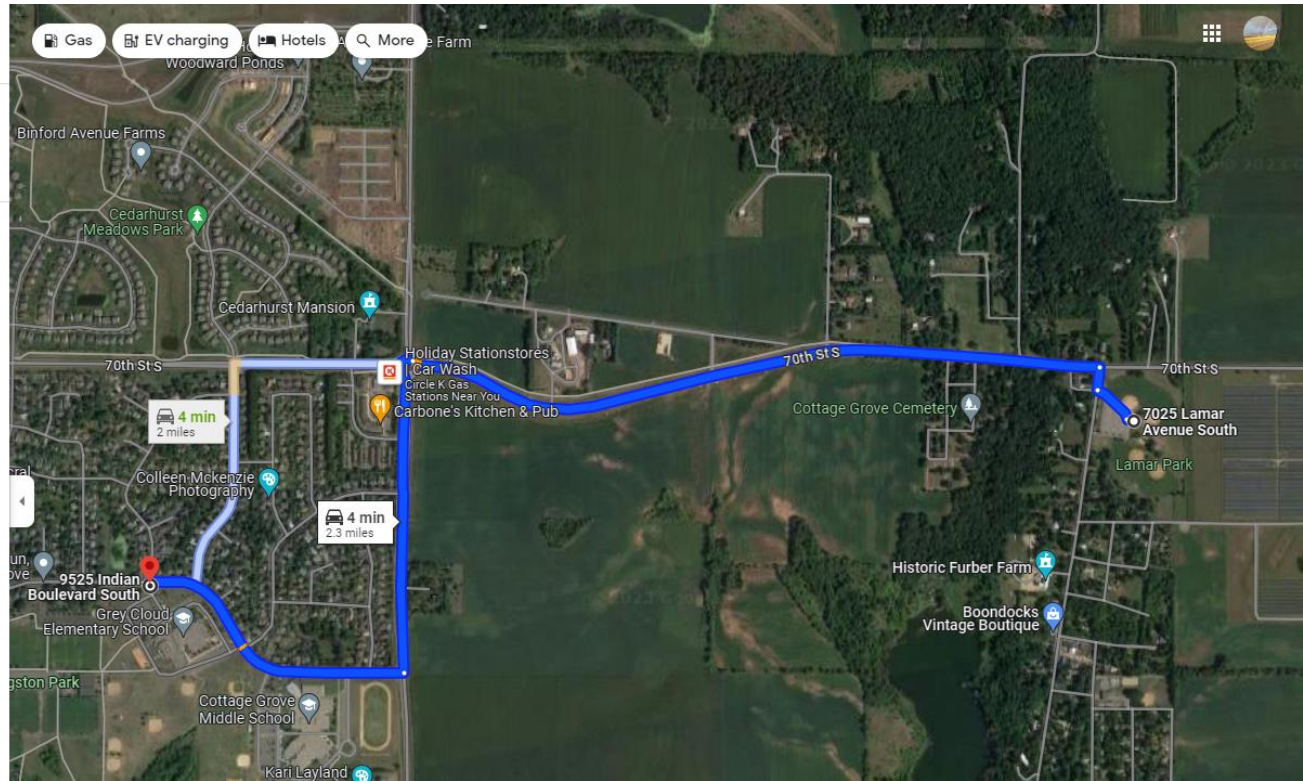 Gas
EV charging
Hotels
More
e Farm
Woodward Ponds
Binford Avenue Farms
Cedarhurst
Meadows Park
Cedarhurst Mansion
70th St S
Holiday Stationstores
| Car Wash
Circle K Gas
Stations Near You
Carbone's Kitchen & Pub
70th St S
70th St S
4 min
2 miles
Cottage Grove Cemetery
7025 Lamar
Avenue South
Lamar Park
Colleen Mckenzie
Photography
4 min
2.3 miles
9525 Indian
Boulevard South
Grey Cloud
Elementary School
Historic Furber Farm
Boondocks
Vintage Boutique
gston Park
Cottage Grove
Middle School
Kari Layland